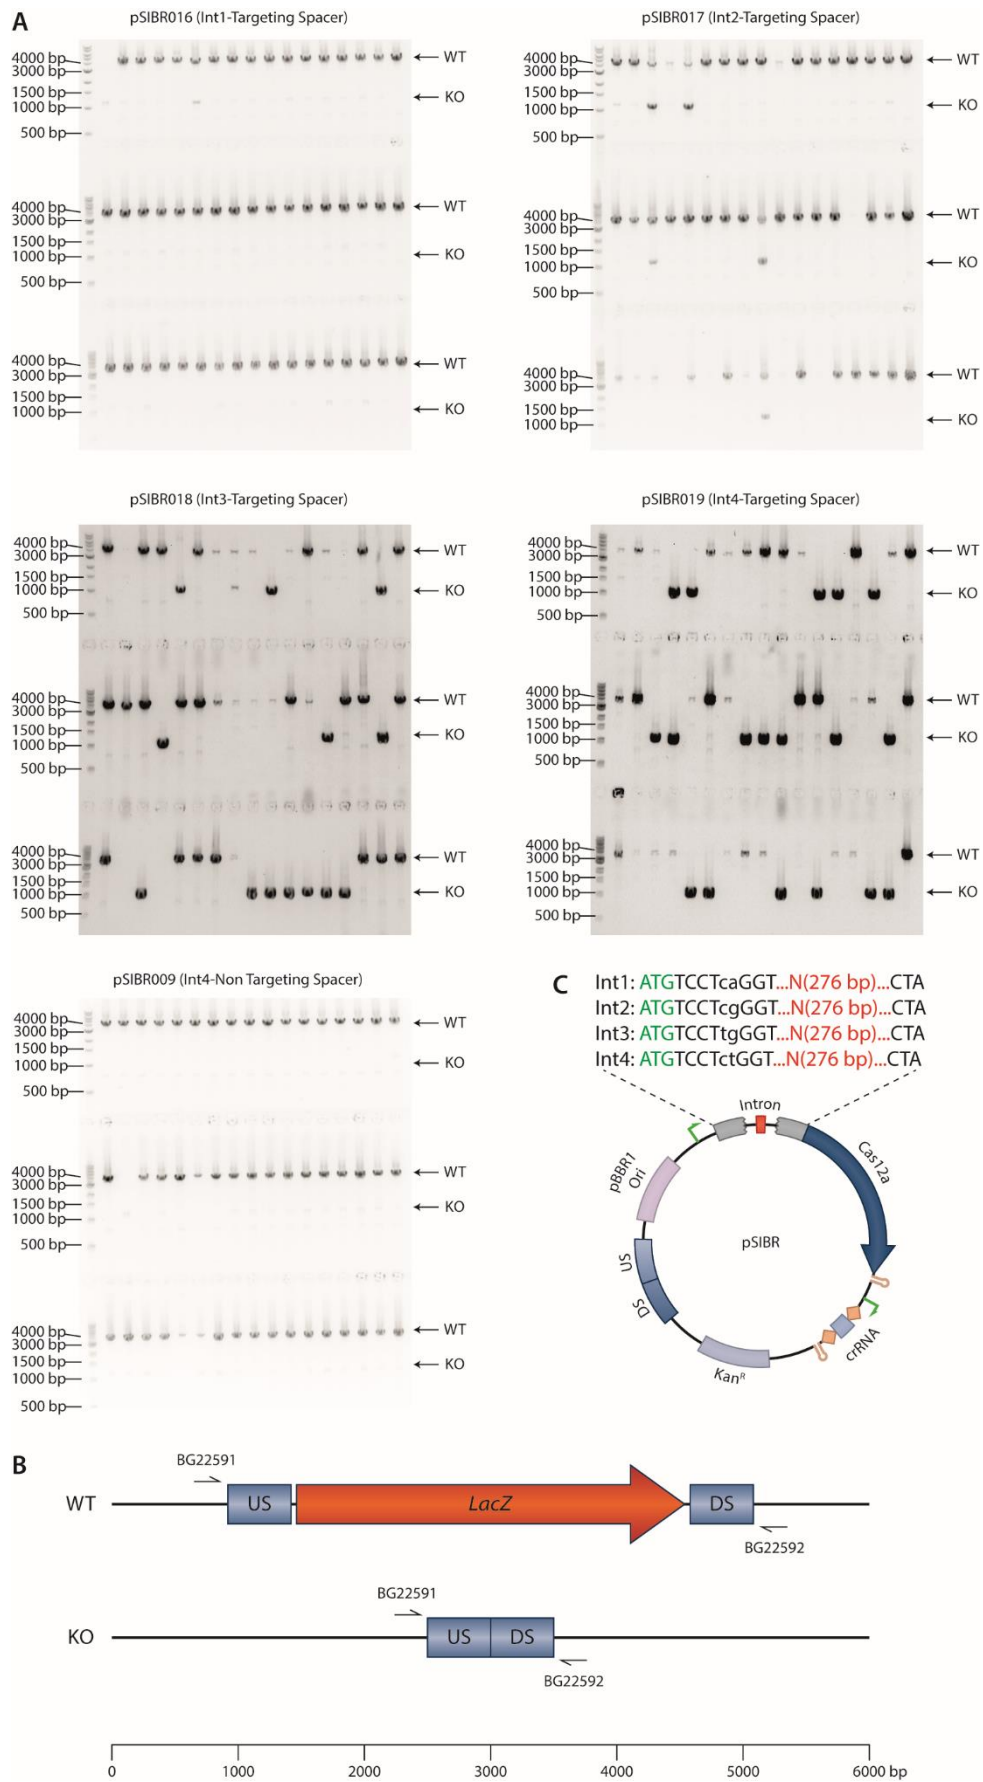 A
pSIBR016 (Int1-Targeting Spacer)
4000 bp
3000 bp
1500 bp
1000 bp
500 bp
WT
KO
4000 bp
3000 bp
1500 bp
1000 bp
500 bp
WT
KO
4000 bp
3000 bp
1500 bp
1000 bp
WT
KO
pSIBR017 (Int2-Targeting Spacer)
4000 bp
3000 bp
1500 bp
1000 bp
500 bp
WT
KO
4000 bp
3000 bp
1500 bp
1000 bp
500 bp
WT
KO
4000 bp
3000 bp
1500 bp
1000 bp
WT
KO
pSIBR018 (Int3-Targeting Spacer)
4000 bp
3000 bp
1500 bp
1000 bp
500 bp
WT
KO
4000 bp
3000 bp
1500 bp
1000 bp
500 bp
WT
KO
4000 bp
3000 bp
1500 bp
1000 bp
500 bp
WT
KO
pSIBR019 (Int4-Targeting Spacer)
4000 bp
3000 bp
1500 bp
1000 bp
500 bp
WT
KO
4000 bp
3000 bp
1500 bp
1000 bp
500 bp
WT
KO
4000 bp
3000 bp
1500 bp
1000 bp
500 bp
WT
KO
pSIBR009 (Int4-Non Targeting Spacer)
4000 bp
3000 bp
1500 bp
1000 bp
500 bp
WT
KO
4000 bp
3000 bp
1500 bp
1000 bp
500 bp
WT
KO
4000 bp
3000 bp
1500 bp
1000 bp
500 bp
WT
KO
C
Int1: ATGTCCTcaGGT...N(276 bp)...CTA
Int2: ATGTCCTcgGGT...N(276 bp)...CTA
Int3: ATGTCCTtgGGT...N(276 bp)...CTA
Int4: ATGTCCTctGGT...N(276 bp)...CTA
Intron
Cas12a
pBBR1
Ori
pSIBR
US
DS
crRNA
Kanᴿ
B
BG22591
WT
US
LacZ
DS
BG22592
BG22591
KO
US
DS
BG22592
0 1000 2000 3000 4000 5000 6000 bp